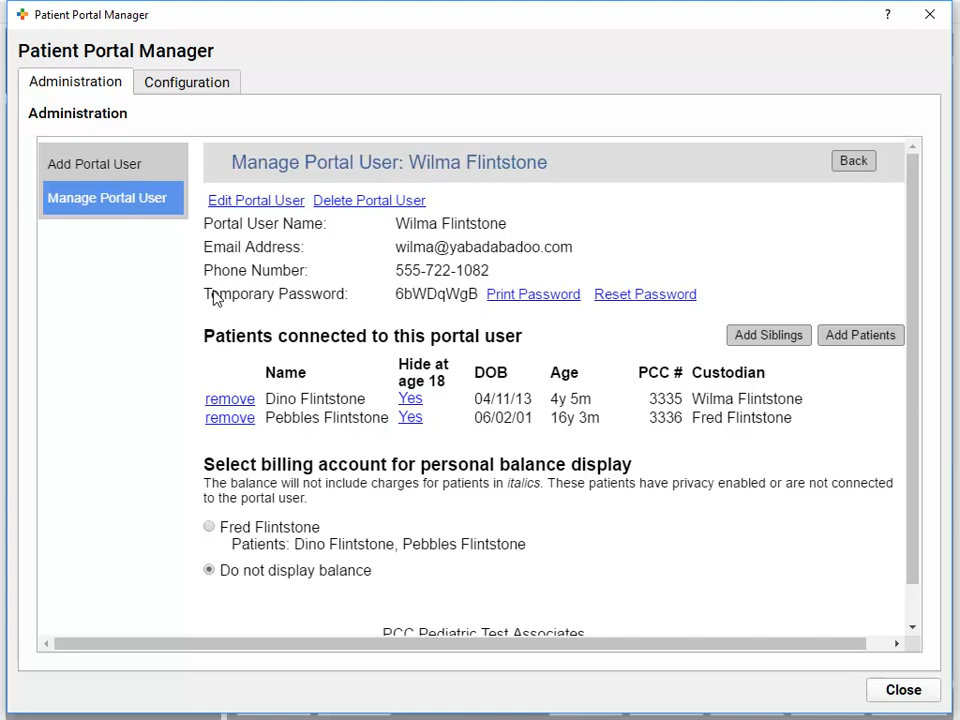 Patient Portal Manager
?
Patient Portal Manager
Administration Configuration
Administration
Add Portal User
Manage Portal User
Manage Portal User: Wilma Flintstone Back
Edit Portal User Delete Portal User
Portal User Name: Wilma Flintstone
Email Address: wilma@yabadabadoo.com
Phone Number: 555-722-1082
Temporary Password: 6bWDqWgB Print Password Reset Password
Patients connected to this portal user Add Siblings Add Patients
Name Hide at age 18 DOB Age PCC # Custodian
remove Dino Flintstone Yes 04/11/13 4y 5m 3335 Wilma Flintstone
remove Pebbles Flintstone Yes 06/02/01 16y 3m 3336 Fred Flintstone
Select billing account for personal balance display
The balance will not include charges for patients in italics. These patients have privacy enabled or are not connected
to the portal user.
Fred Flintstone
Patients: Dino Flintstone, Pebbles Flintstone
Do not display balance
PCC Pediatric Test Associates
Close